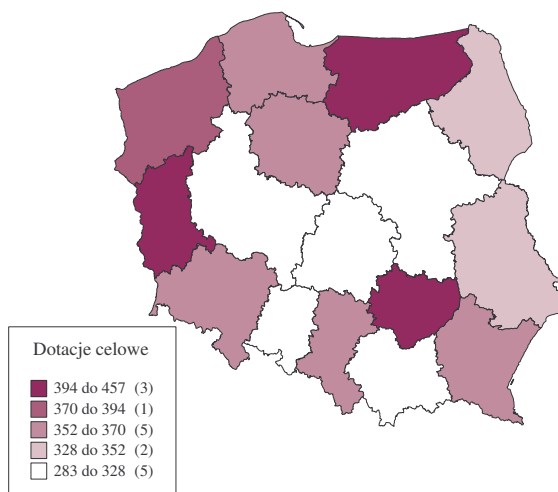 Dotacje celowe
394 do 457 (3)
370 do 394 (1)
352 do 370 (5)
328 do 352 (2)
283 do 328 (5)